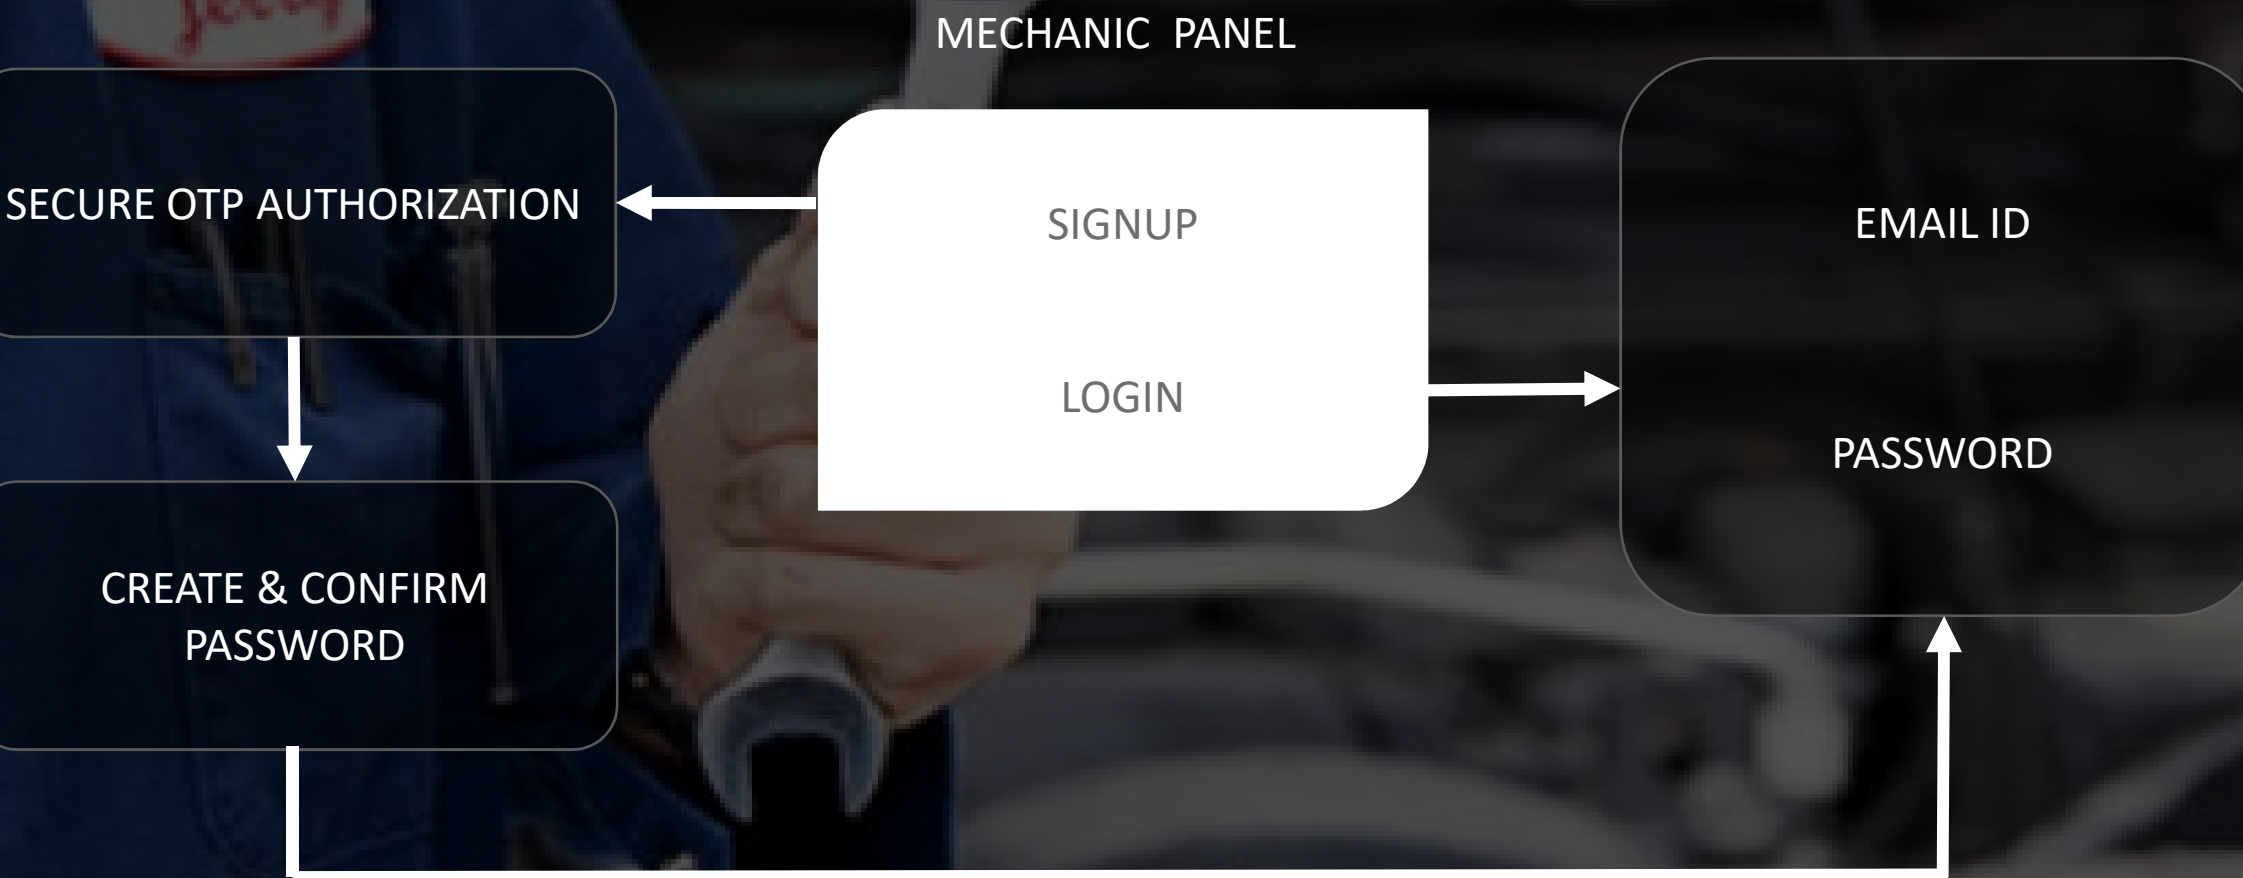 MECHANIC PANEL
SECURE OTP AUTHORIZATION
SIGNUP
LOGIN
EMAIL ID
PASSWORD
CREATE & CONFIRM
PASSWORD